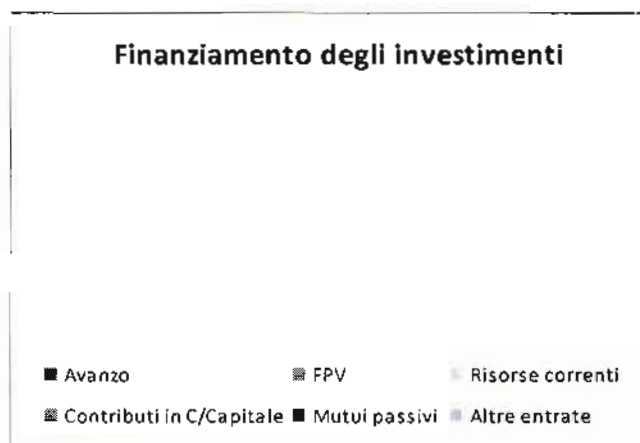 Finanziamento degli investimenti
Avanzo FPV Risorse correnti
Contributi in C/Capitale Mutui passivi Altre entrate